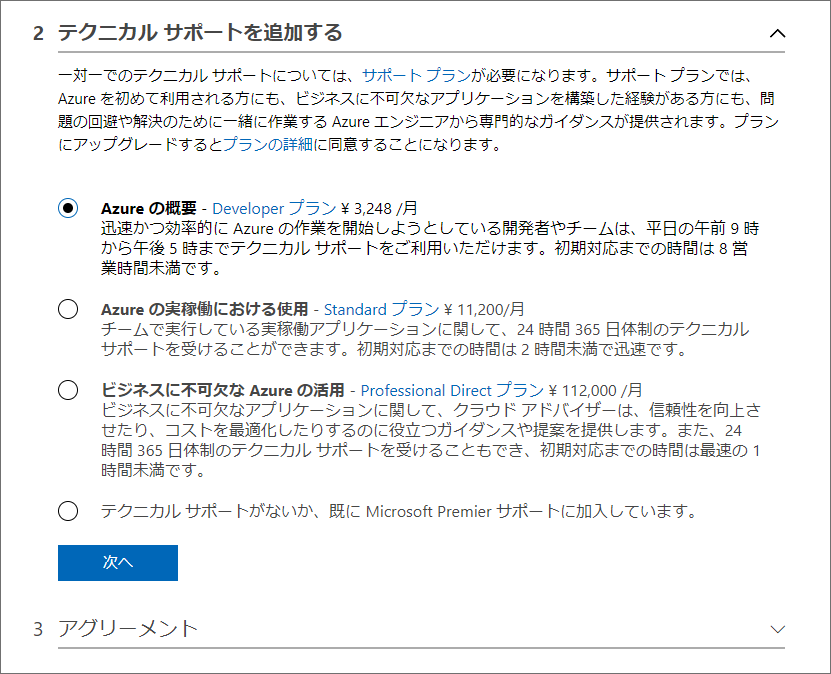 2 テクニカル サポートを追加する
一対一でのテクニカル サポートについては、サポート プランが必要になります。サポート プランでは、
Azure を初めて利用される方にも、ビジネスに不可欠なアプリケーションを構築した経験がある方にも、問
題の回避や解決のために一緒に作業する Azure エンジニアから専門的なガイダンスが提供されます。プラン
にアップグレードするとプランの詳細に同意することになります。
Azure の概要 - Developer プラン ¥ 3,248 /月
迅速かつ効率的に Azure の作業を開始しようとしている開発者やチームは、平日の午前 9 時
から午後 5 時までテクニカル サポートをご利用いただけます。初期対応までの時間は 8 営
業時間未満です。
Azure の実稼働における使用 - Standard プラン ¥ 11,200/月
チームで実行している実稼働アプリケーションに関して、24 時間 365 日体制のテクニカル
サポートを受けることができます。初期対応までの時間は 2 時間未満で迅速です。
ビジネスに不可欠な Azure の活用 - Professional Direct プラン ¥ 112,000 /月
ビジネスに不可欠なアプリケーションに関して、クラウド アドバイザーは、信頼性を向上さ
せたり、コストを最適化したりするのに役立つガイダンスや提案を提供します。また、24
時間 365 日体制のテクニカル サポートを受けることもでき、初期対応までの時間は最速の 1
時間未満です。
テクニカル サポートがないか、既に Microsoft Premier サポートに加入しています。
次へ
3 アグリーメント